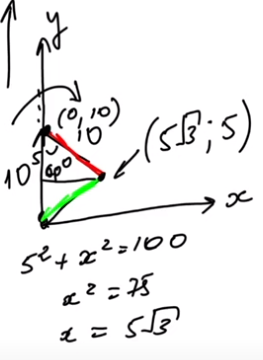 y
(0, 10)
10
(5√3; 5)
5
60°
10
x
5² + x² = 100
x² = 75
x = 5√3